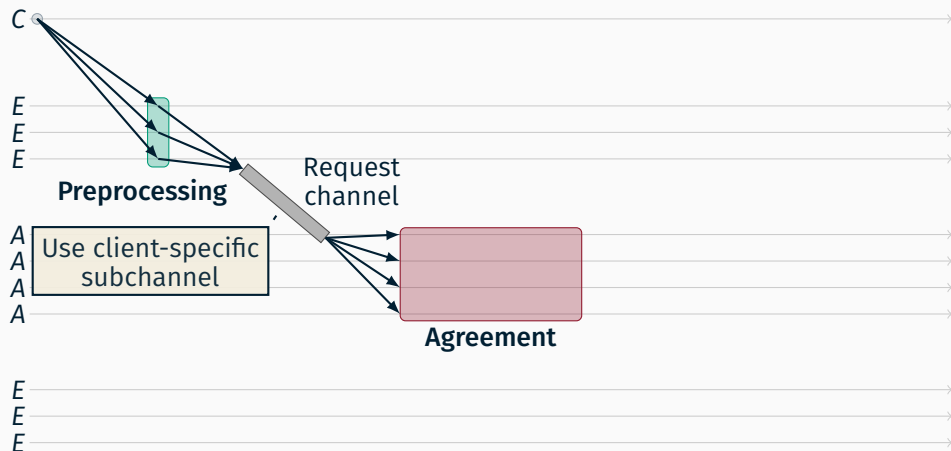 C
E
E
E
Request
channel
Preprocessing
A
Use client-specific
subchannel
A
A
A
Agreement
E
E
E